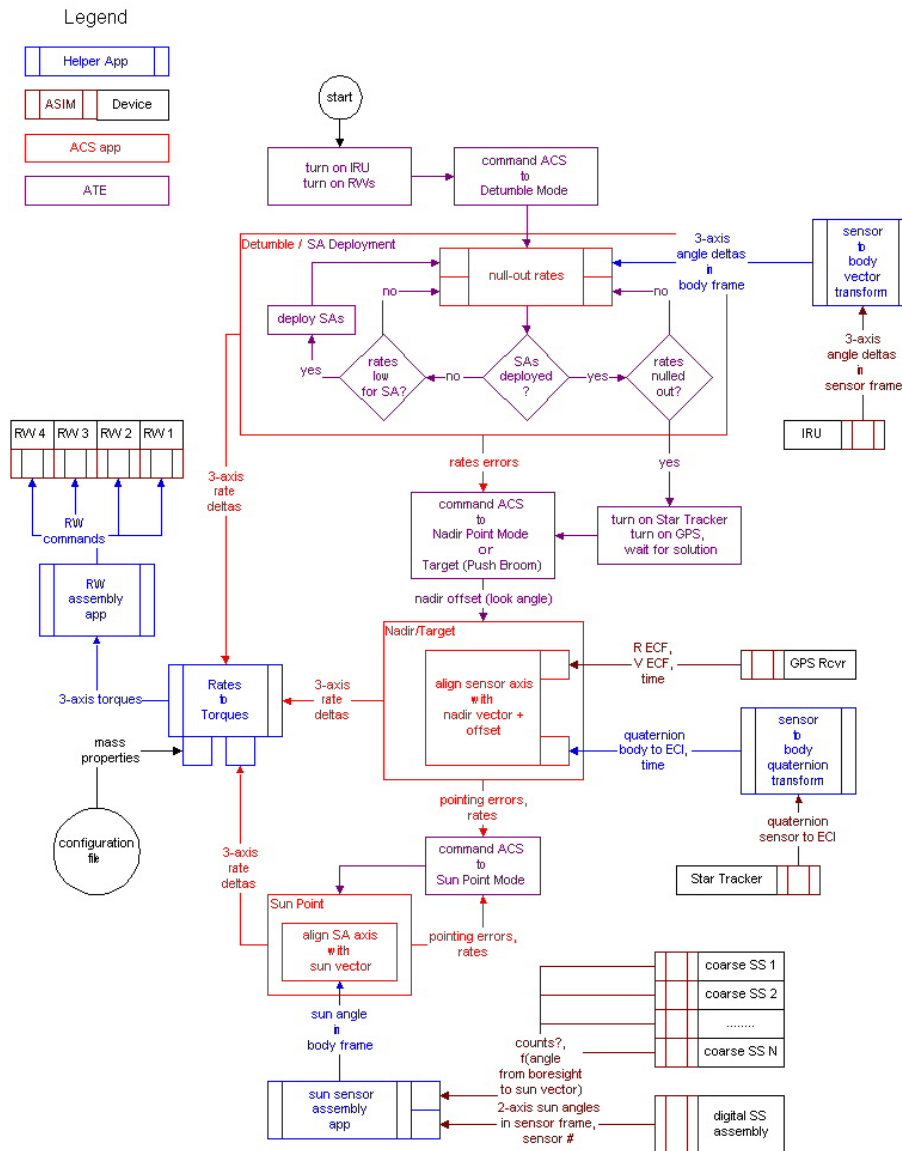 Legend
Helper App
ASIM
Device
ACS app
ATE
start
turn on IRU
turn on RWs
command ACS
to
Detumble Mode
Detumble / SA Deployment
null-out rates
3-axis
angle deltas
in
body frame
sensor
to
body
vector
transform
no
no
deploy SAs
yes
rates
low
for SA?
no
SAs
deployed
?
yes
rates
nulled
out?
3-axis
angle deltas
in
sensor frame
IRU
RW 4
RW 3
RW 2
RW 1
3-axis
rate
deltas
rates errors
yes
RW
commands
command ACS
to
Nadir Point Mode
or
Target (Push Broom)
turn on Star Tracker
turn on GPS,
wait for solution
RW
assembly
app
nadir offset (look angle)
Nadir/Target
R ECF,
V ECF,
time
GPS Rcvr
3-axis torques
Rates
to
Torques
3-axis
rate
deltas
align sensor axis
with
nadir vector +
offset
mass
properties
quaternion
body to ECI,
time
sensor
to
body
quaternion
transform
pointing errors,
rates
quaternion
sensor to ECI
configuration
file
3-axis
rate
deltas
command ACS
to
Sun Point Mode
Star Tracker
Sun Point
align SA axis
with
sun vector
pointing errors,
rates
coarse SS 1
coarse SS 2
........
coarse SS N
sun angle
in
body frame
counts?,
f(angle
from boresight
to sun vector)
sun sensor
assembly
app
2-axis sun angles
in sensor frame,
sensor #
digital SS
assembly